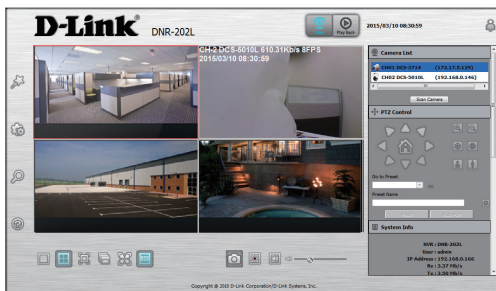 D-Link® DNR-202L
Play Back
2015/03/10 08:30:59
CH-2 DCS-5010L 610.31Kb/s 8FPS
2015/03/10 08:30:59
Camera List
CH01 DCS-3714 (172.17.5.129)
CH02 DCS-5010L (192.168.0.146)
Scan Camera
PTZ Control
Go to Preset
Preset Name
System Info
NVR : DNR-202L
User : admin
IP Address : 192.168.0.166
Rx : 3.37 Mb/s
Tx : 3.50 Mb/s
Copyright © 2015 D-Link Corporation/D-Link Systems, Inc.